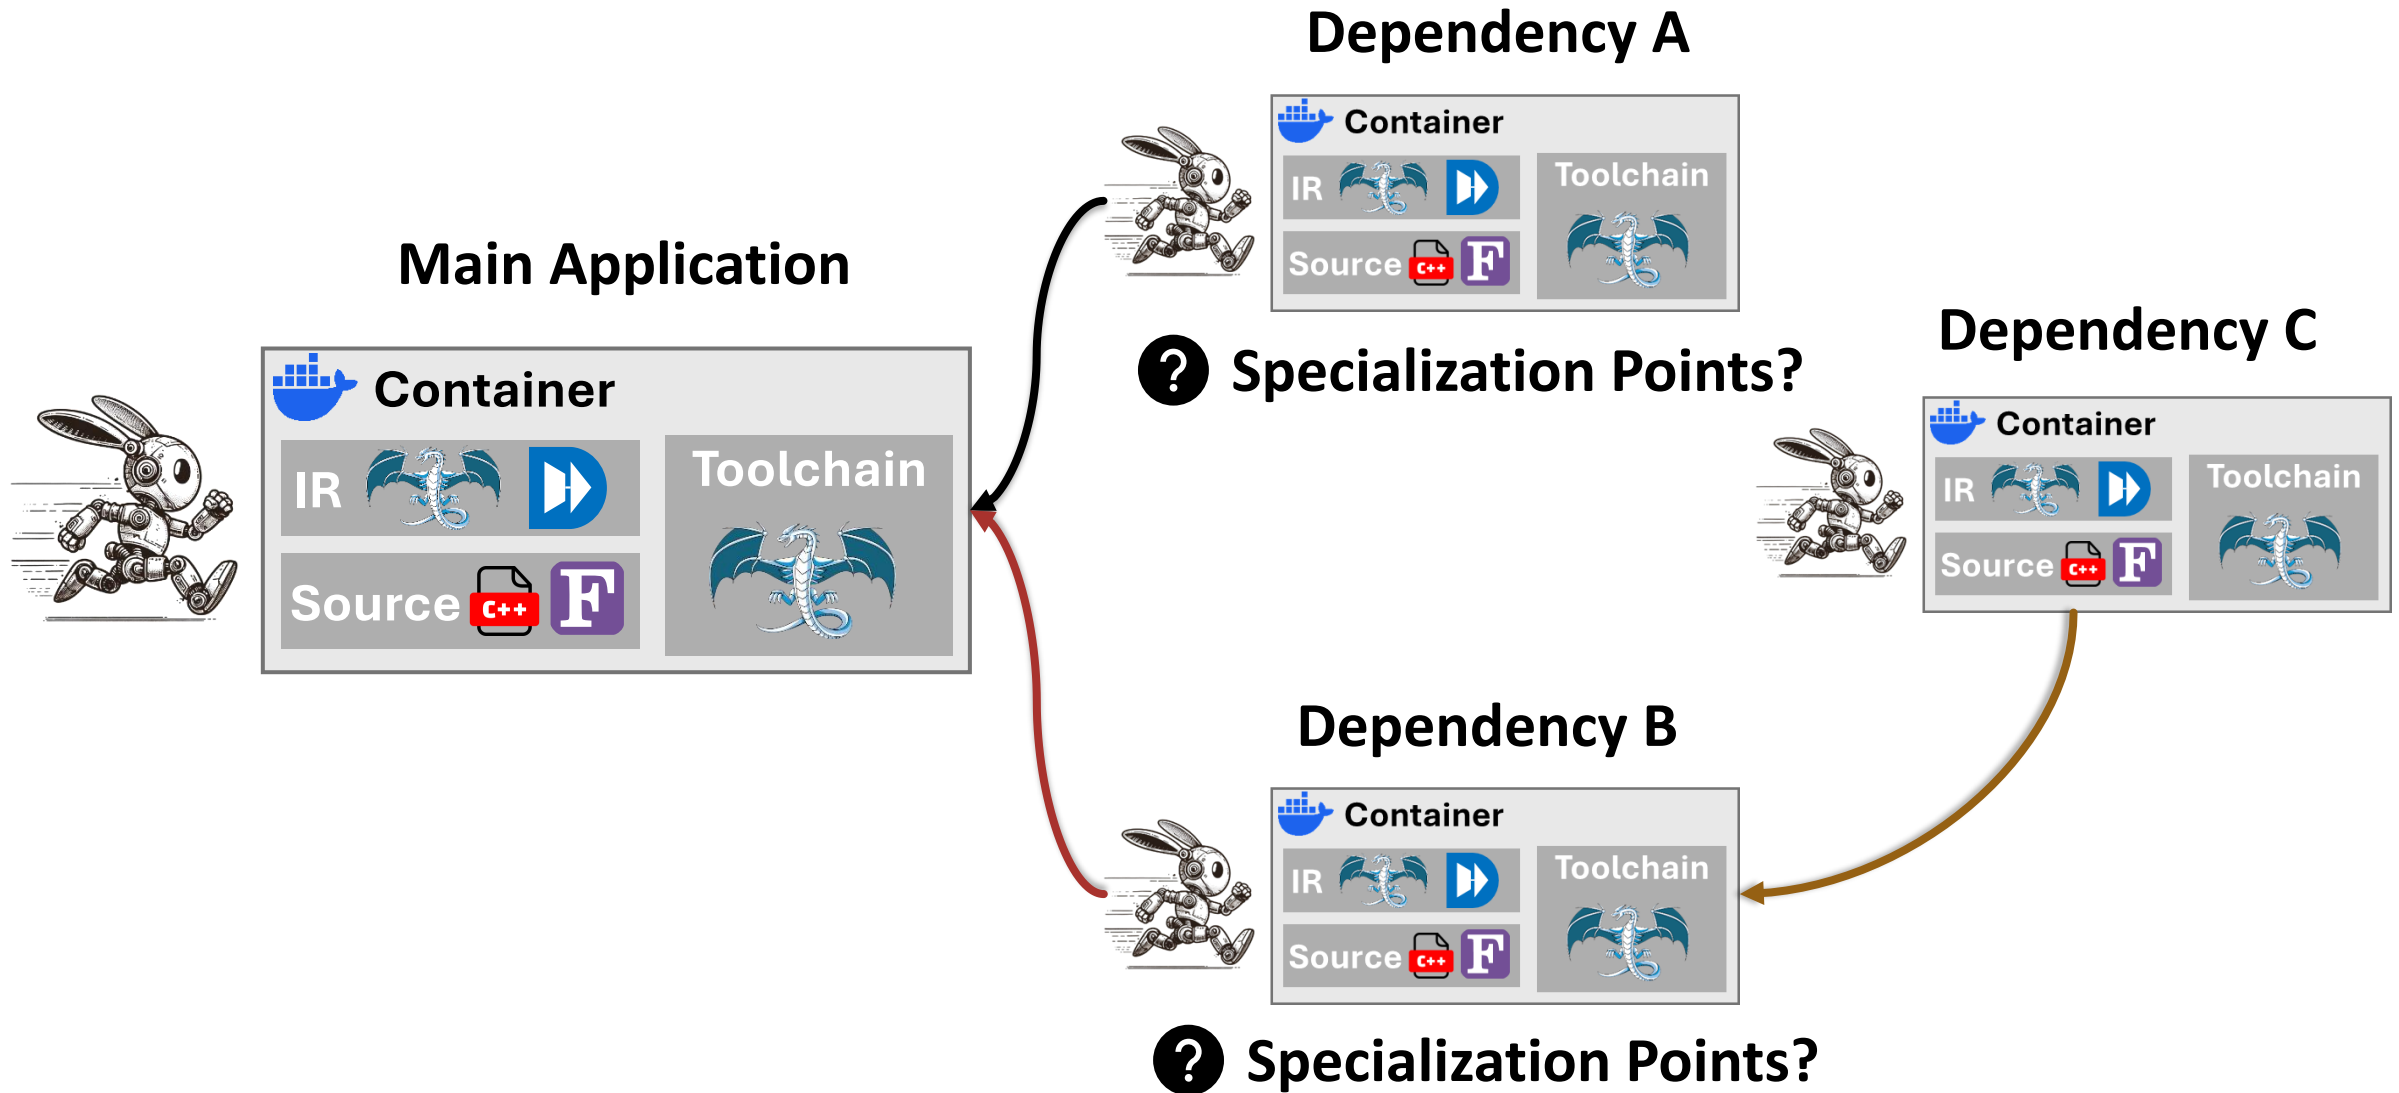 Main Application
Container
IR
Source
C++
F
Toolchain
Dependency A
Container
IR
Source
C++
F
Toolchain
? Specialization Points?
Dependency C
Container
IR
Source
C++
F
Toolchain
Dependency B
Container
IR
Source
C++
F
Toolchain
? Specialization Points?